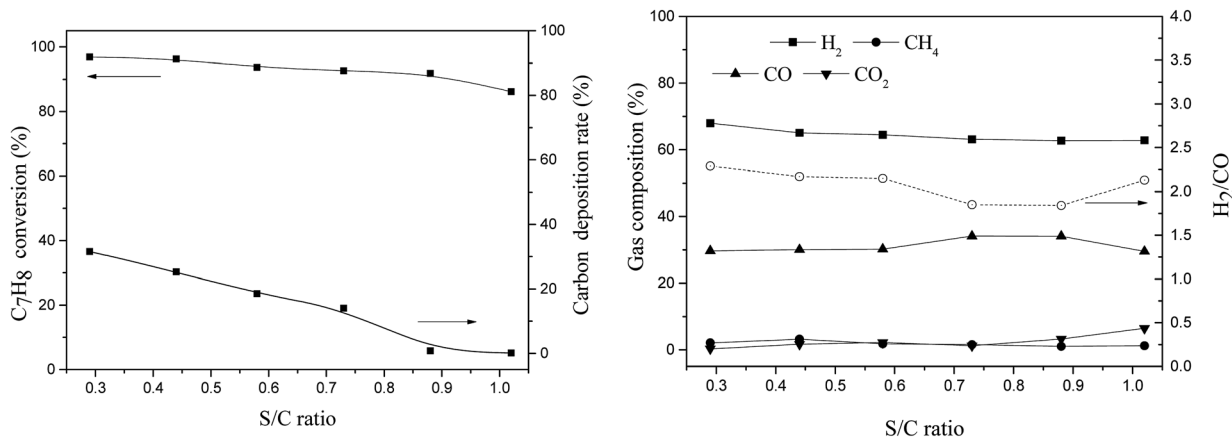 C7H8 conversion (%)
100
80
60
40
20
0
0.3 0.4 0.5 0.6 0.7 0.8 0.9 1.0
S/C ratio
100
80
60
40
20
0
Carbon deposition rate (%)
Gas composition (%)
100
80
60
40
20
0
H2 CH4
CO CO2
0.3 0.4 0.5 0.6 0.7 0.8 0.9 1.0
S/C ratio
4.0
3.5
3.0
2.5
2.0
1.5
1.0
0.5
0.0
H2/CO